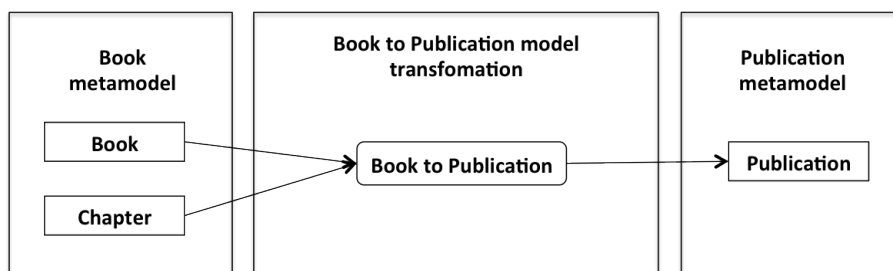 Book
metamodel
Book
Chapter
Book to Publication model
transfomation
Book to Publication
Publication
metamodel
Publication